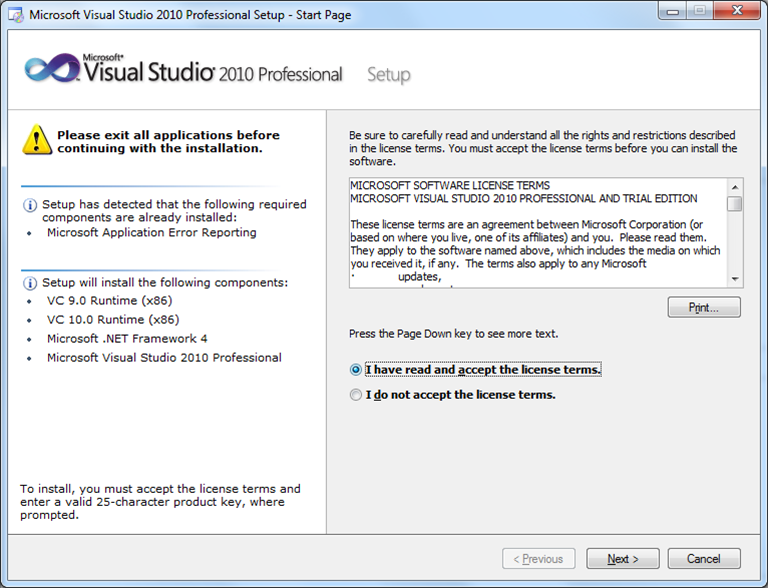 Microsoft Visual Studio 2010 Professional Setup - Start Page
Microsoft®
Visual Studio® 2010 Professional Setup
Please exit all applications before
continuing with the installation.
Setup has detected that the following required
components are already installed:
• Microsoft Application Error Reporting
Setup will install the following components:
• VC 9.0 Runtime (x86)
• VC 10.0 Runtime (x86)
• Microsoft .NET Framework 4
• Microsoft Visual Studio 2010 Professional
To install, you must accept the license terms and
enter a valid 25-character product key, where
prompted.
Be sure to carefully read and understand all the rights and restrictions described
in the license terms. You must accept the license terms before you can install the
software.
MICROSOFT SOFTWARE LICENSE TERMS
MICROSOFT VISUAL STUDIO 2010 PROFESSIONAL AND TRIAL EDITION
These license terms are an agreement between Microsoft Corporation (or
based on where you live, one of its affiliates) and you. Please read them.
They apply to the software named above, which includes the media on which
you received it, if any. The terms also apply to any Microsoft
· updates,
Print...
Press the Page Down key to see more text.
I have read and accept the license terms.
I do not accept the license terms.
< Previous
Next >
Cancel